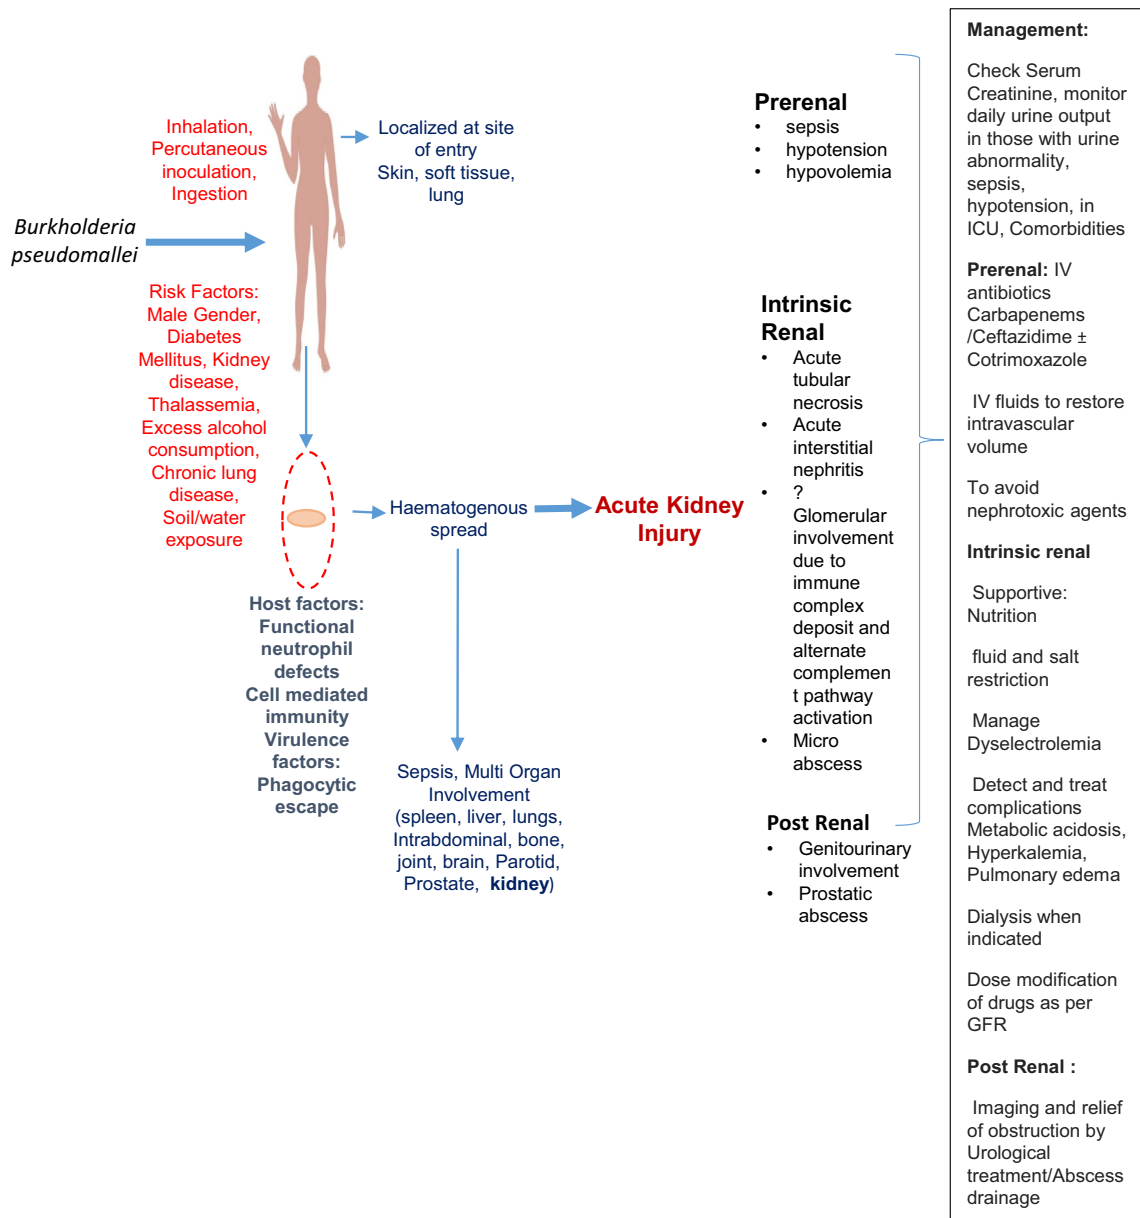 Inhalation,
Percutaneous
inoculation,
Ingestion
Localized at site
of entry
Skin, soft tissue,
lung
Burkholderia
pseudomallei
Risk Factors:
Male Gender,
Diabetes
Mellitus, Kidney
disease,
Thalassemia,
Excess alcohol
consumption,
Chronic lung
disease,
Soil/water
exposure
Host factors:
Functional
neutrophil
defects
Cell mediated
immunity
Virulence
factors:
Phagocytic
escape
Haematogenous
spread
Sepsis, Multi Organ
Involvement
(spleen, liver, lungs,
Intrabdominal, bone,
joint, brain, Parotid,
Prostate, kidney)
Acute Kidney
Injury
Prerenal
• sepsis
• hypotension
• hypovolemia
Intrinsic
Renal
• Acute
tubular
necrosis
• Acute
interstitial
nephritis
• ?
Glomerular
involvement
due to
immune
complex
deposit and
alternate
complemen
t pathway
activation
• Micro
abscess
Post Renal
• Genitourinary
involvement
• Prostatic
abscess
Management:
Check Serum
Creatinine, monitor
daily urine output
in those with urine
abnormality,
sepsis,
hypotension, in
ICU, Comorbidities
Prerenal: IV
antibiotics
Carbapenems
/Ceftazidime ±
Cotrimoxazole
IV fluids to restore
intravascular
volume
To avoid
nephrotoxic agents
Intrinsic renal
Supportive:
Nutrition
fluid and salt
restriction
Manage
Dyselectrolemia
Detect and treat
complications
Metabolic acidosis,
Hyperkalemia,
Pulmonary edema
Dialysis when
indicated
Dose modification
of drugs as per
GFR
Post Renal :
Imaging and relief
of obstruction by
Urological
treatment/Abscess
drainage